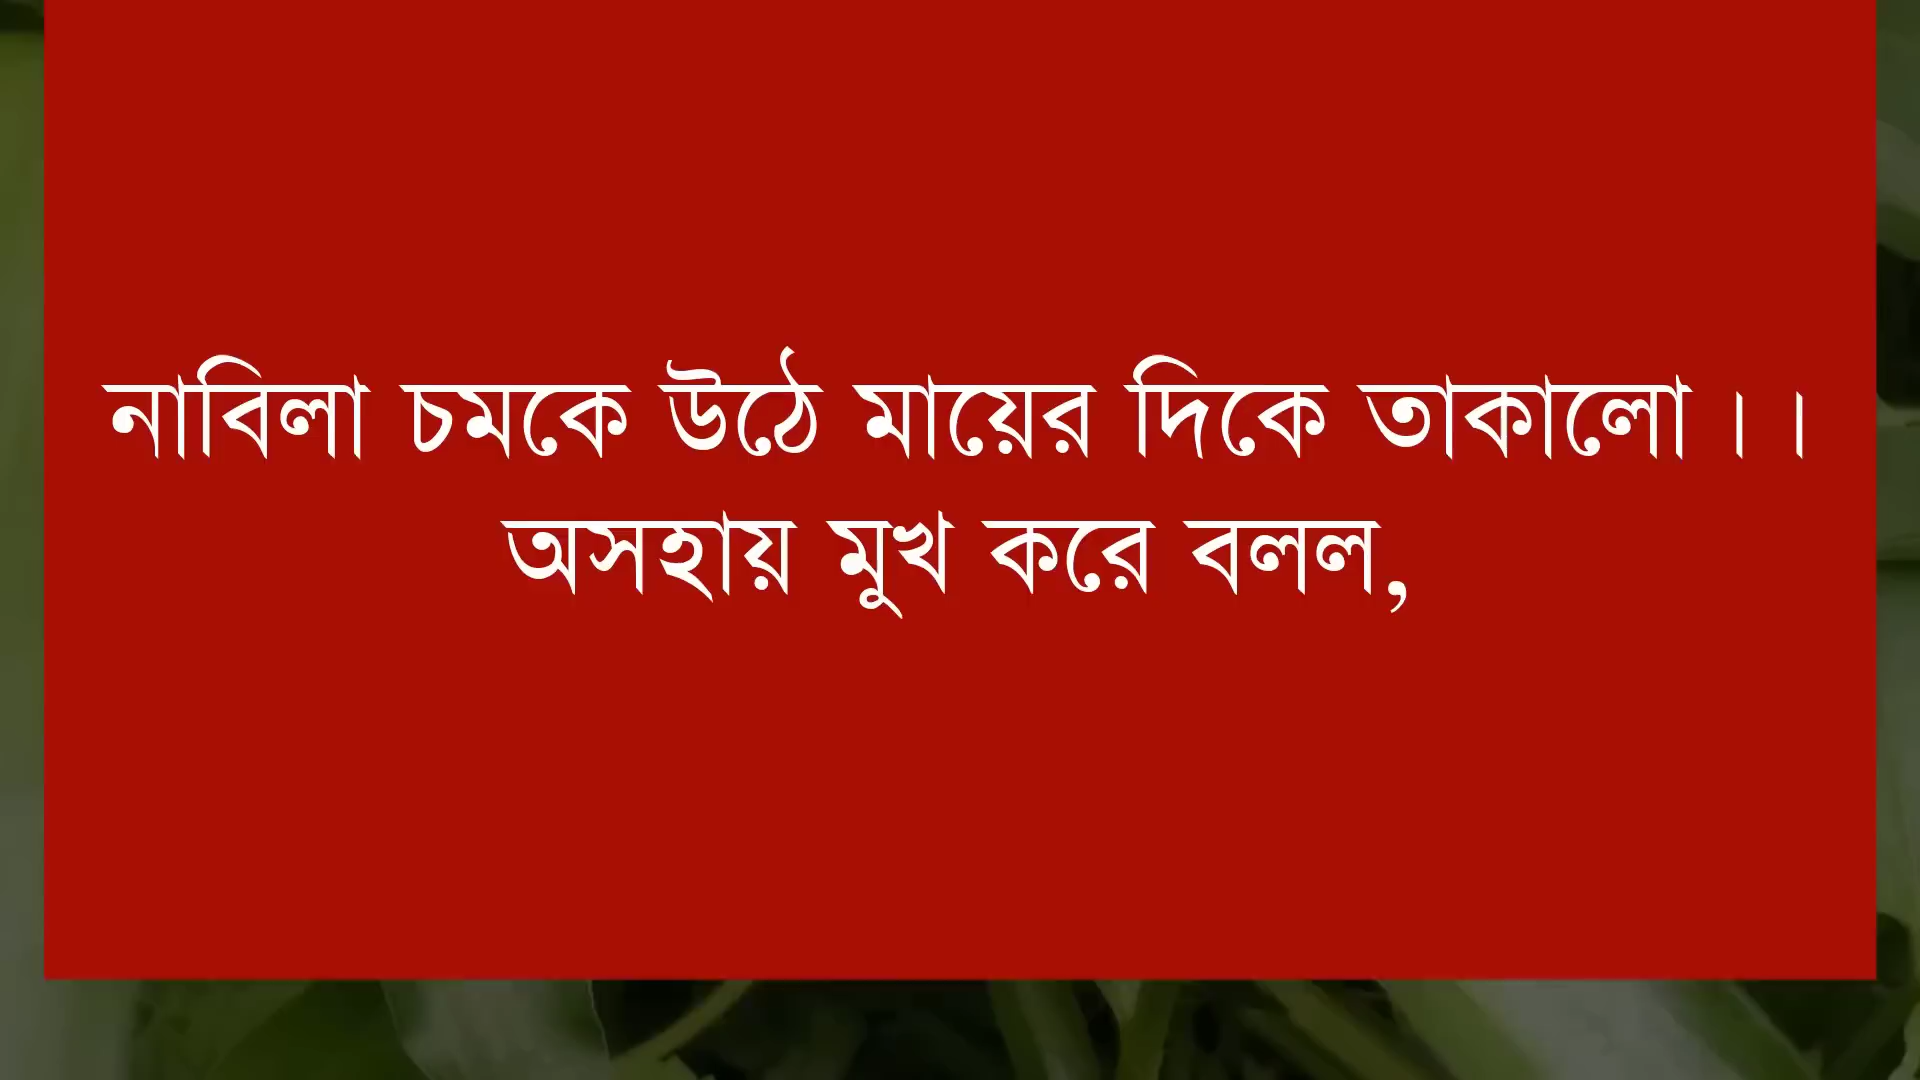 নাবিলা চমকে উঠে মায়ের দিকে তাকালো।।
অসহায় মুখ করে বলল,